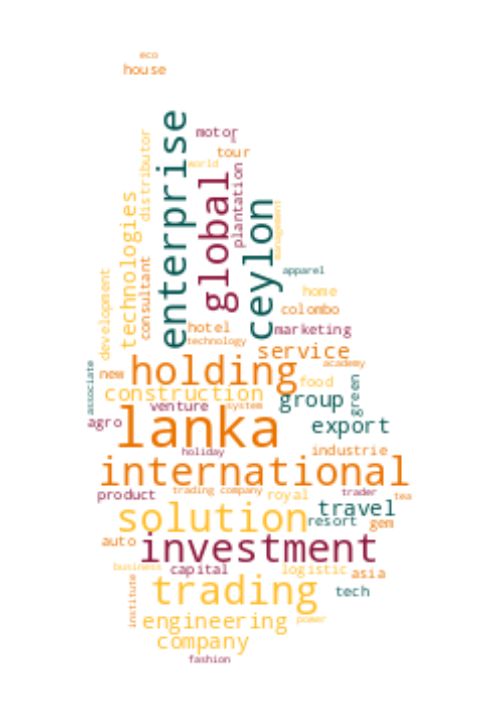 eco
house
enterprise
motor
distributor
tour
world
plantation
global
technologies
ceylon
management
consultant
apparel
development
home
colombo
hotel
marketing
technology
service
holding
academy
new
associate
food
green
construction
group
venture
system
lanka
agro
export
holiday
industrie
international
product
trading company
royal
trader
tea
travel
solution
resort
gem
auto
investment
business
capital
logistic
asia
institute
trading
tech
engineering
power
company
fashion